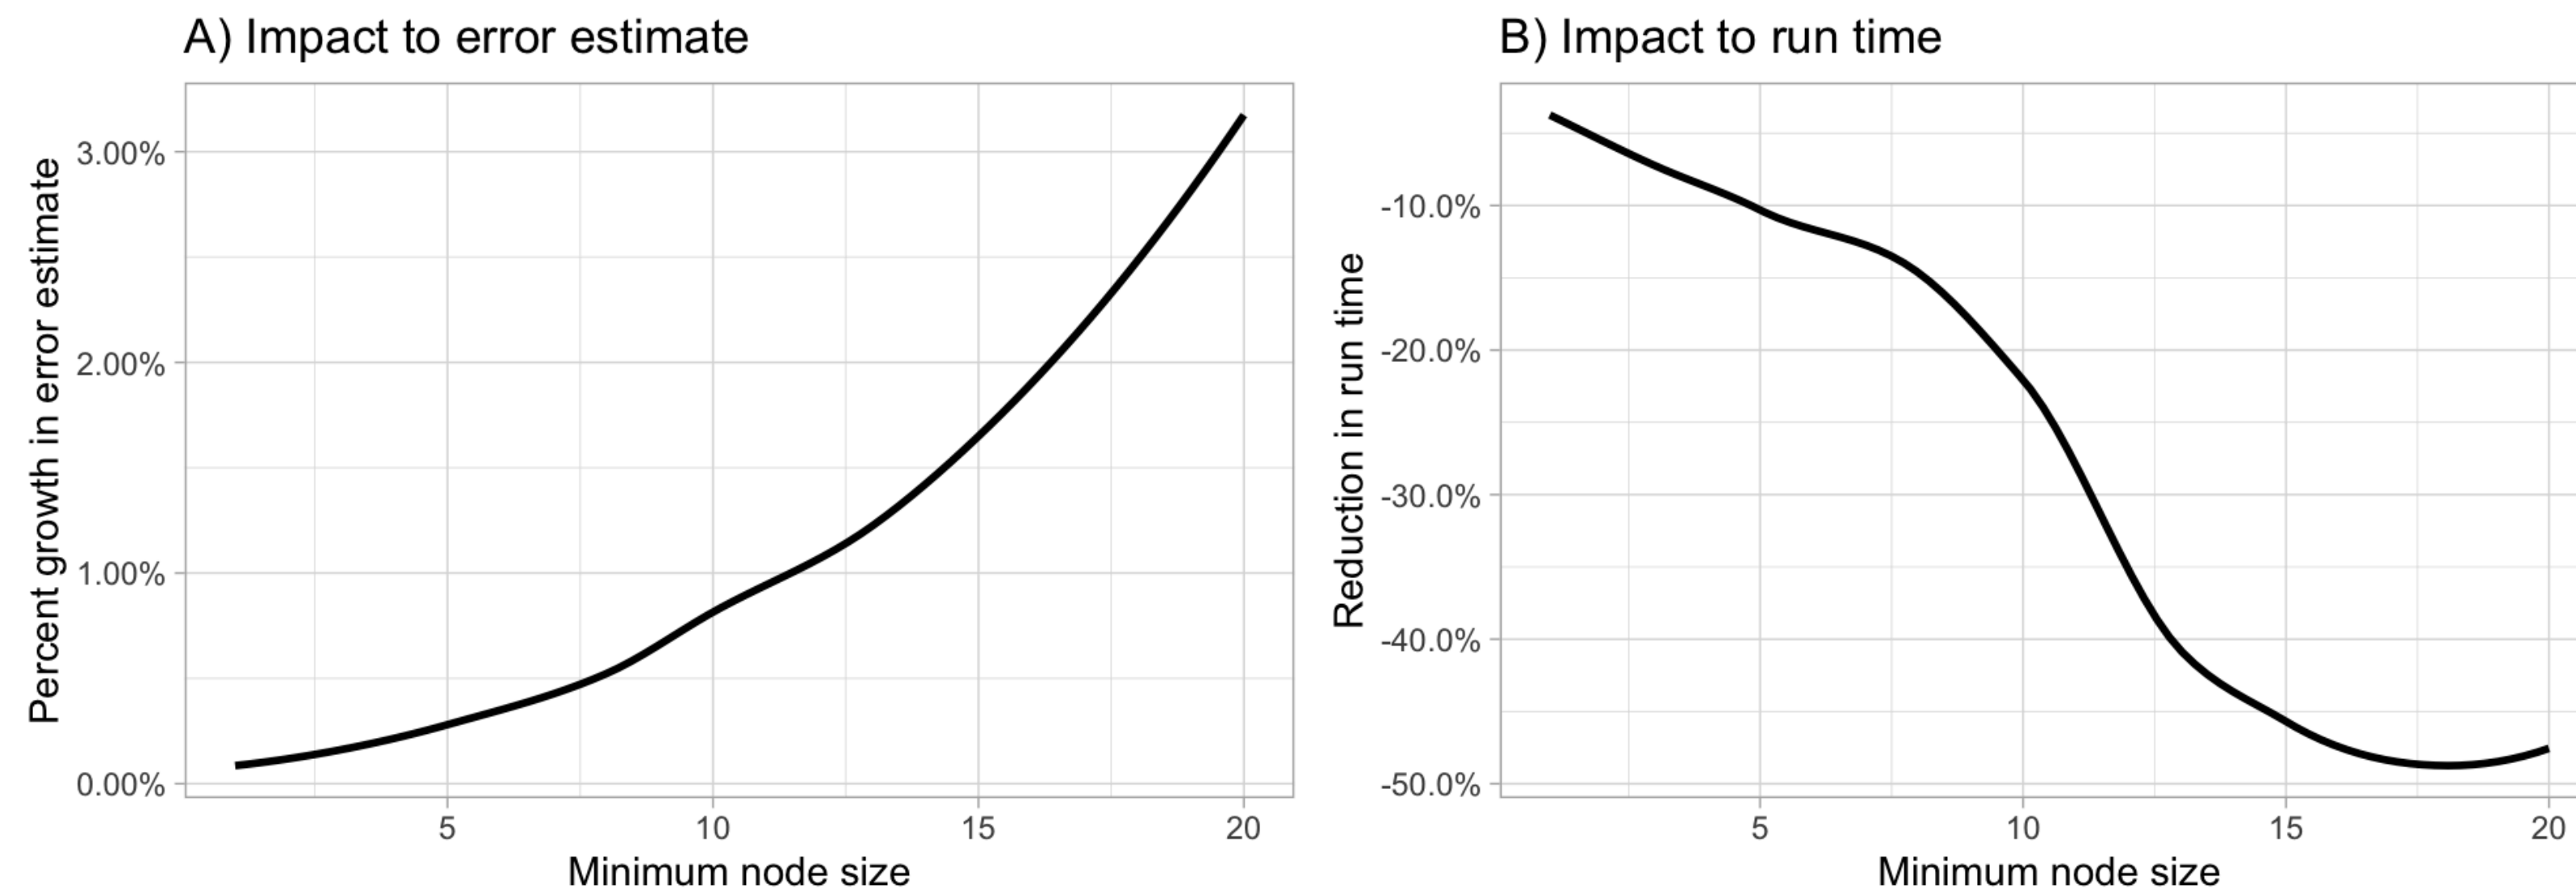 A) Impact to error estimate
Percent growth in error estimate
3.00%
2.00%
1.00%
0.00%
5 10 15 20
Minimum node size
B) Impact to run time
Reduction in run time
-10.0%
-20.0%
-30.0%
-40.0%
-50.0%
5 10 15 20
Minimum node size